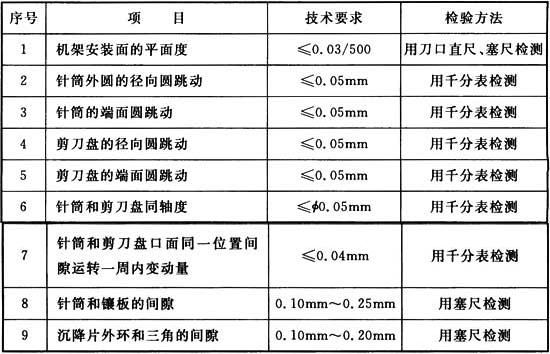 序号 项 目 技术要求 检验方法
1 机架安装面的平面度 ≤0.03/500 用刀口直尺、塞尺检测
2 针筒外圆的径向圆跳动 ≤0.05mm 用千分表检测
3 针筒的端面圆跳动 ≤0.05mm 用千分表检测
4 剪刀盘的径向圆跳动 ≤0.05mm 用千分表检测
5 剪刀盘的端面圆跳动 ≤0.05mm 用千分表检测
6 针筒和剪刀盘同轴度 ≤ϕ0.05mm 用千分表检测
7 针筒和剪刀盘口面同一位置间 ≤0.04mm 用千分表检测
隙运转一周内变动量
8 针筒和镶板的间隙 0.10mm～0.25mm 用塞尺检测
9 沉降片外环和三角的间隙 0.10mm～0.20mm 用塞尺检测